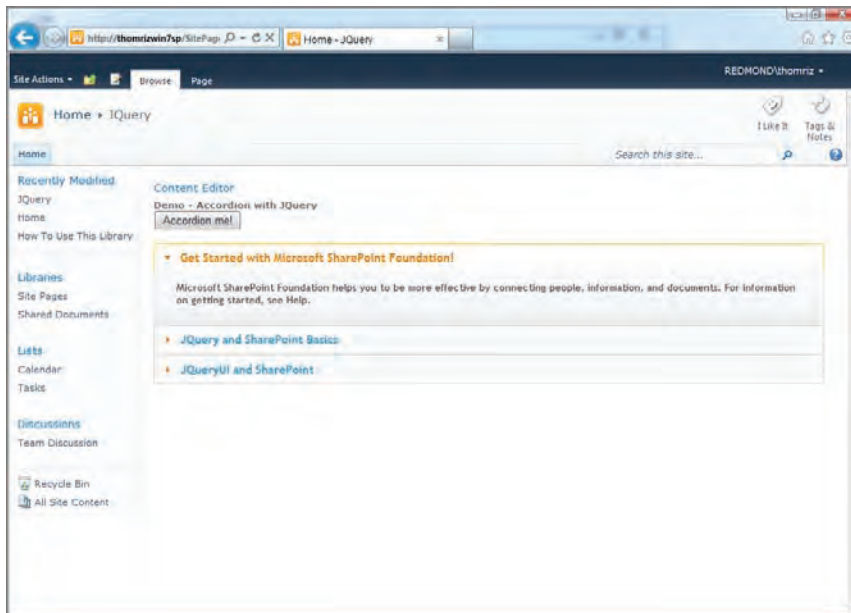 http://thomrizwin7sp/SitePage
Home - JQuery
Site Actions
Browse
Page
REDMOND\thomriz
Home ▸ JQuery
I Like It
Tags & Notes
Home
Search this site...
Recently Modified
JQuery
Home
How To Use This Library
Libraries
Site Pages
Shared Documents
Lists
Calendar
Tasks
Discussions
Team Discussion
Recycle Bin
All Site Content
Content Editor
Demo - Accordion with JQuery
Accordion me!
Get Started with Microsoft SharePoint Foundation!
Microsoft SharePoint Foundation helps you to be more effective by connecting people, information, and documents. For information
on getting started, see Help.
JQuery and SharePoint Basics
JQueryUI and SharePoint